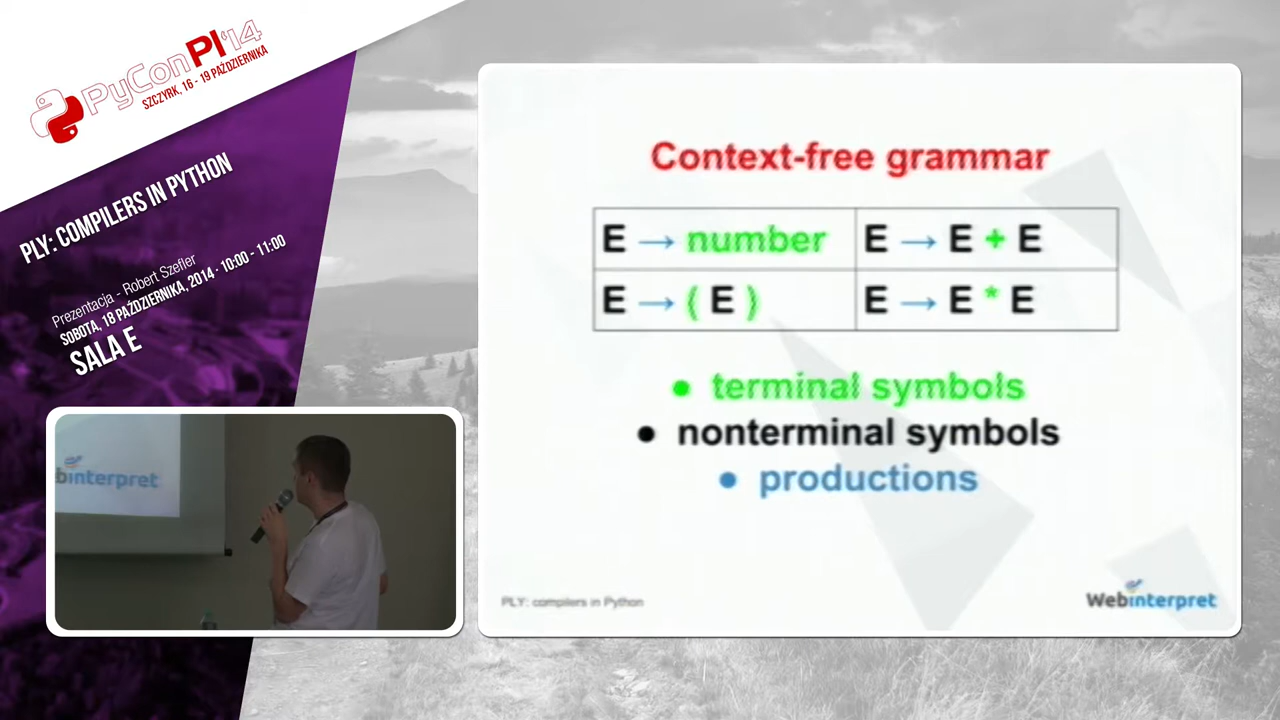 PyConPl'14
SZCZYRK, 16 - 19 PAŹDZIERNIKA
PLY: COMPILERS IN PYTHON
Prezentacja - Robert Szefler
SOBOTA, 18 PAŹDZIERNIKA, 2014 · 10:00 - 11:00
SALA E
binterpret
Context-free grammar
E → number E → E + E
E → ( E ) E → E * E
• terminal symbols
• nonterminal symbols
• productions
PLY: compilers in Python
Webinterpret